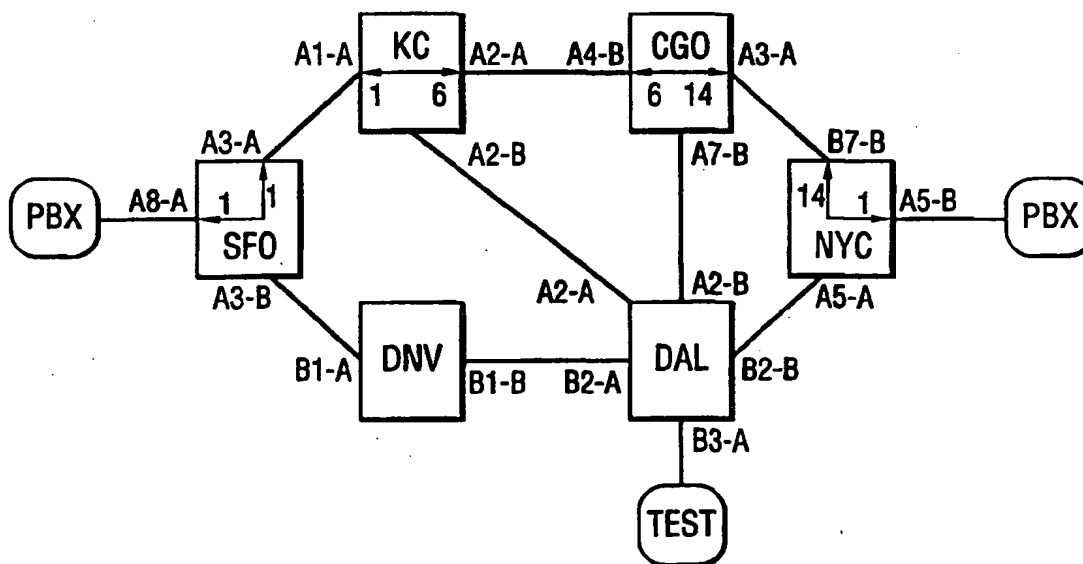 A1-A KC A2-A A4-B CGO A3-A
1 6 6 14
A3-A A2-B A7-B B7-B
PBX A8-A 1 1 14 1 A5-B PBX
SFO NYC
A3-B A2-A A2-B A5-A
DNV DAL
B1-A B1-B B2-A B2-B
B3-A
TEST